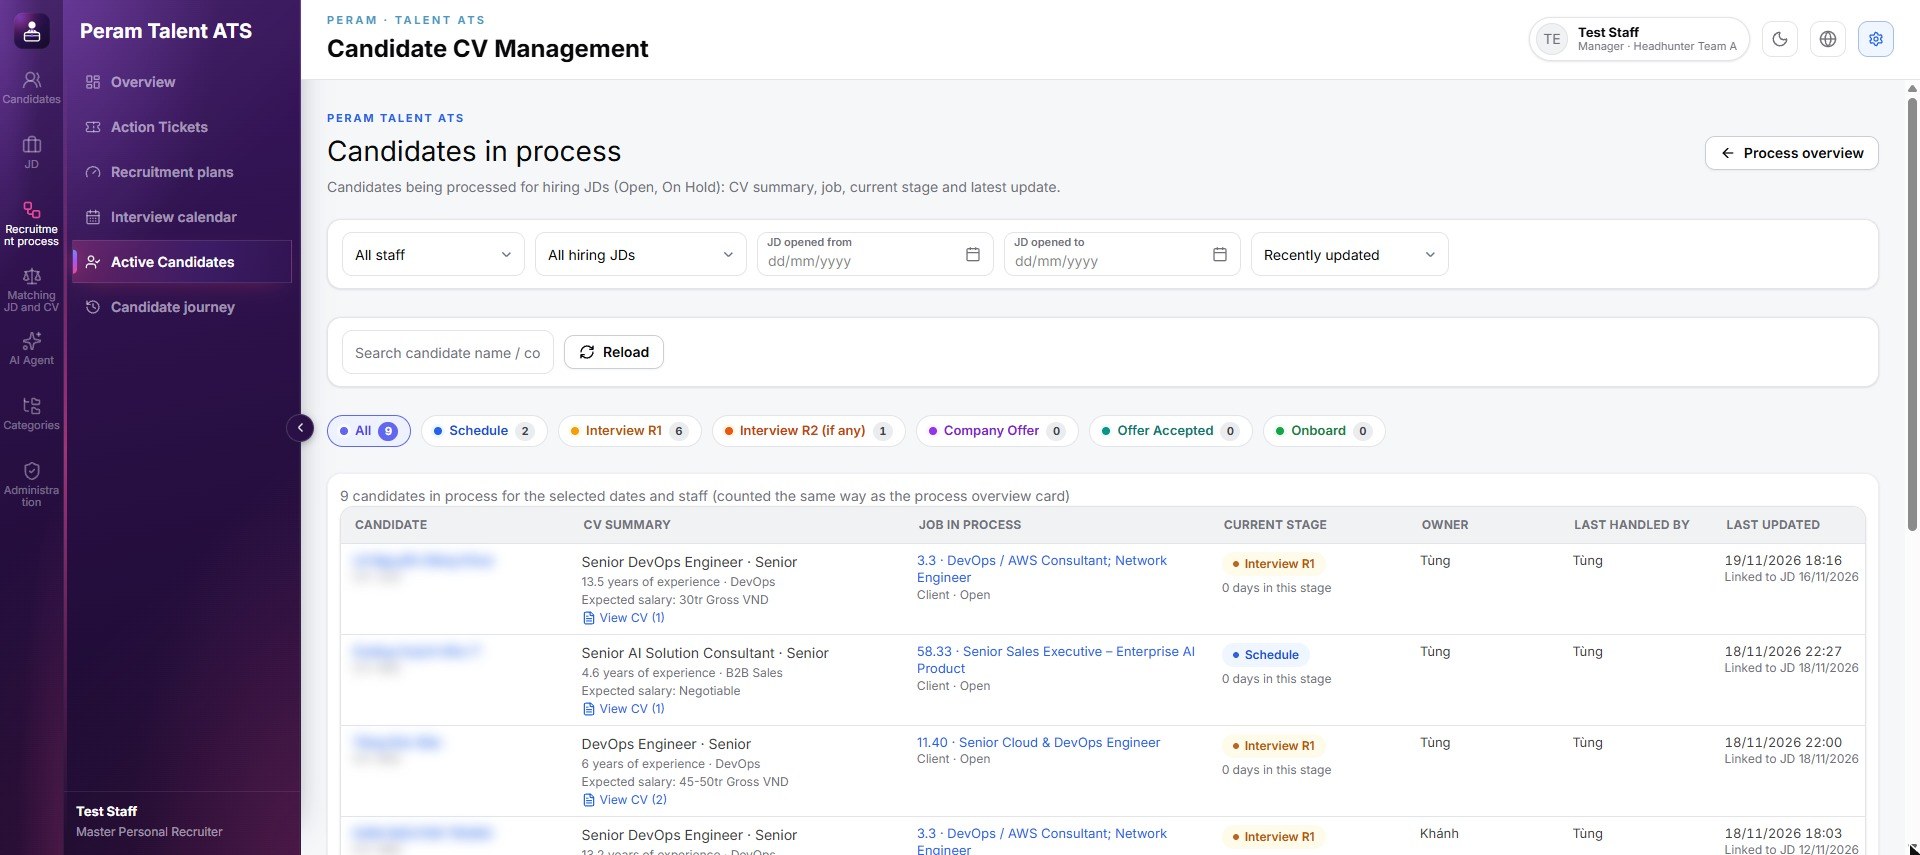 Peram Talent ATS
Candidates
JD
Recruitme
nt process
Matching
JD and CV
AI Agent
Categories
Administra
tion
Overview
Action Tickets
Recruitment plans
Interview calendar
Active Candidates
Candidate journey
Test Staff
Master Personal Recruiter
PERAM · TALENT ATS
Candidate CV Management
TE
Test Staff
Manager · Headhunter Team A
PERAM TALENT ATS
Candidates in process
Process overview
Candidates being processed for hiring JDs (Open, On Hold): CV summary, job, current stage and latest update.
All staff
All hiring JDs
JD opened from
dd/mm/yyyy
JD opened to
dd/mm/yyyy
Recently updated
Search candidate name / co
Reload
All 9
Schedule 2
Interview R1 6
Interview R2 (if any) 1
Company Offer 0
Offer Accepted 0
Onboard 0
9 candidates in process for the selected dates and staff (counted the same way as the process overview card)
CANDIDATE CV SUMMARY JOB IN PROCESS CURRENT STAGE OWNER LAST HANDLED BY LAST UPDATED
Senior DevOps Engineer · Senior
13.5 years of experience · DevOps
Expected salary: 30tr Gross VND
View CV (1)
3.3 · DevOps / AWS Consultant; Network
Engineer
Client · Open
Interview R1
0 days in this stage
Tùng
Tùng
19/11/2026 18:16
Linked to JD 16/11/2026
Senior AI Solution Consultant · Senior
4.6 years of experience · B2B Sales
Expected salary: Negotiable
View CV (1)
58.33 · Senior Sales Executive – Enterprise AI
Product
Client · Open
Schedule
0 days in this stage
Tùng
Tùng
18/11/2026 22:27
Linked to JD 18/11/2026
DevOps Engineer · Senior
6 years of experience · DevOps
Expected salary: 45-50tr Gross VND
View CV (2)
11.40 · Senior Cloud & DevOps Engineer
Client · Open
Interview R1
0 days in this stage
Tùng
Tùng
18/11/2026 22:00
Linked to JD 18/11/2026
Senior DevOps Engineer · Senior
13.2 years of experience · DevOps
3.3 · DevOps / AWS Consultant; Network
Engineer
Interview R1
Khánh
Tùng
18/11/2026 18:03
Linked to JD 12/11/2026